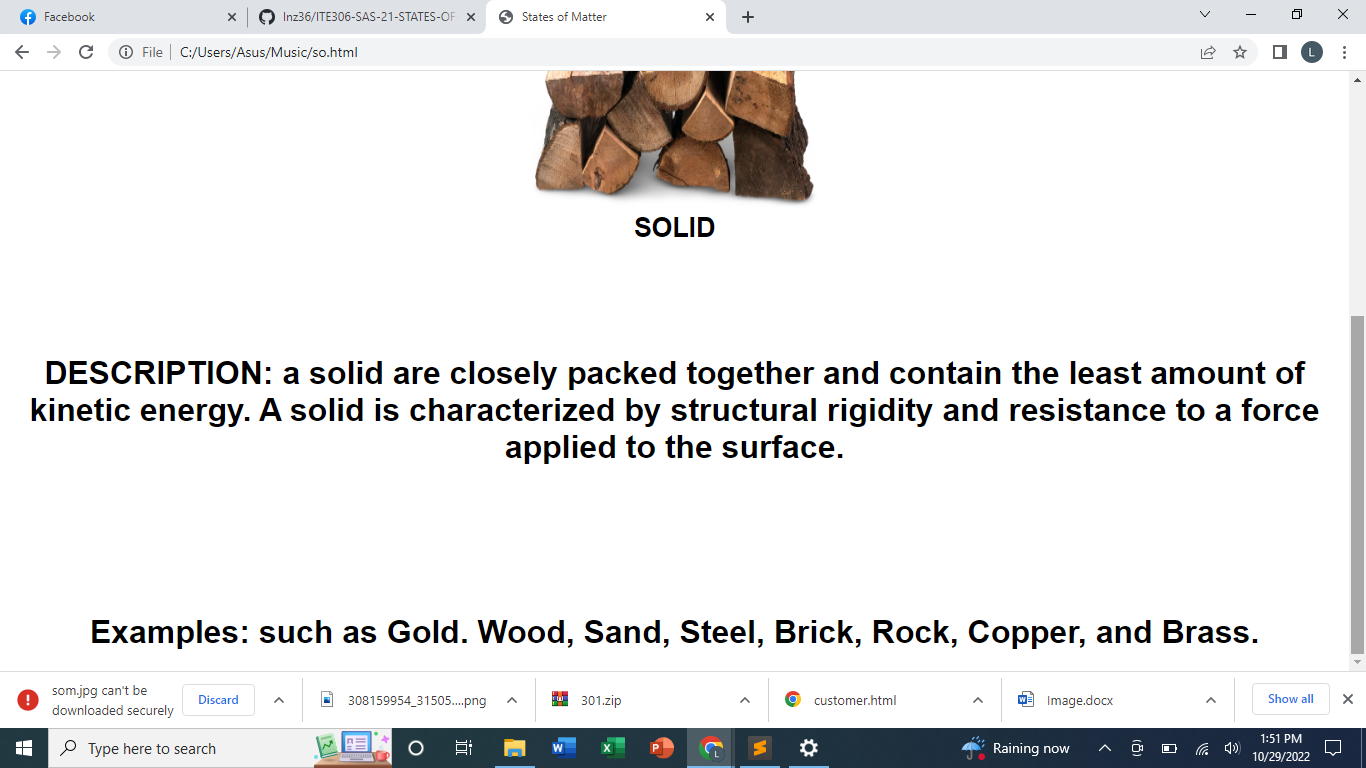 Facebook
lnz36/ITE306-SAS-21-STATES-OF
States of Matter
File
C:/Users/Asus/Music/so.html
L
SOLID
DESCRIPTION: a solid are closely packed together and contain the least amount of
kinetic energy. A solid is characterized by structural rigidity and resistance to a force
applied to the surface.
Examples: such as Gold. Wood, Sand, Steel, Brick, Rock, Copper, and Brass.
som.jpg can't be
downloaded securely
Discard
308159954_31505....png
301.zip
customer.html
Image.docx
Show all
Type here to search
Raining now
1:51 PM
10/29/2022